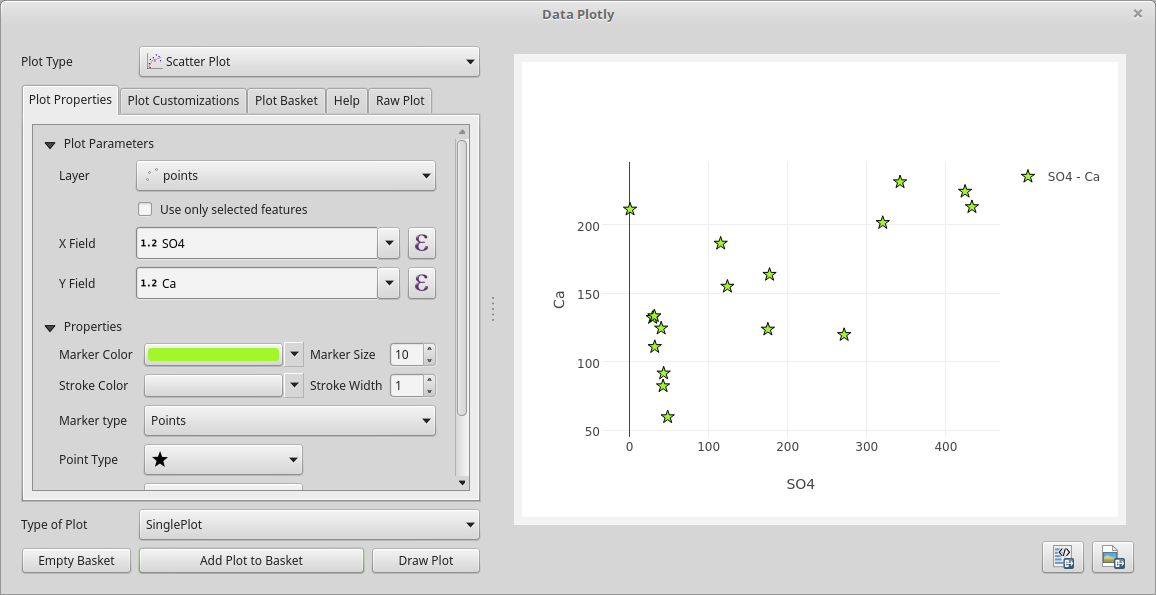 Data Plotly
Plot Type
Scatter Plot
Plot Properties
Plot Customizations
Plot Basket
Help
Raw Plot
Plot Parameters
Layer
points
Use only selected features
X Field
1.2 SO4
ε
Y Field
1.2 Ca
ε
Properties
Marker Color
Marker Size
10
Stroke Color
Stroke Width
1
Marker type
Points
Point Type
Type of Plot
SinglePlot
Empty Basket
Add Plot to Basket
Draw Plot
SO4 - Ca
200
150
100
50
Ca
0
100
200
300
400
SO4